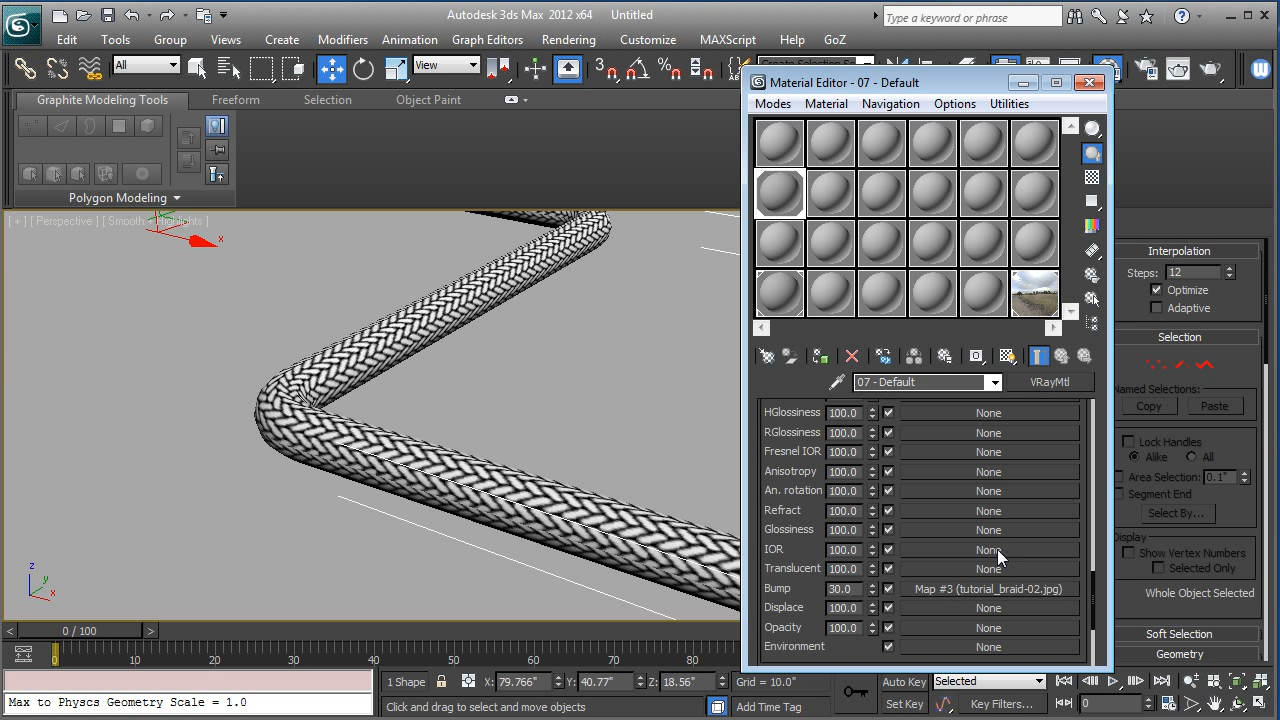 Autodesk 3ds Max 2012 x64 Untitled
Type a keyword or phrase
Edit Tools Group Views Create Modifiers Animation Graph Editors Rendering Customize MAXScript Help GoZ
All
View
3
Graphite Modeling Tools Freeform Selection Object Paint
Polygon Modeling
[ + ] [ Perspective ] [ Smooth + Highlights ]
x
z
y
x
Material Editor - 07 - Default
Modes Material Navigation Options Utilities
07 - Default VRayMtl
HGlossiness 100.0 None
RGlossiness 100.0 None
Fresnel IOR 100.0 None
Anisotropy 100.0 None
An. rotation 100.0 None
Refract 100.0 None
Glossiness 100.0 None
IOR 100.0 None
Translucent 100.0 None
Bump 30.0 Map #3 (tutorial_braid-02.jpg)
Displace 100.0 None
Opacity 100.0 None
Environment None
Interpolation
Steps: 12
Optimize
Adaptive
Selection
Named Selections:
Copy Paste
Lock Handles
Alike All
Area Selection: 0.1"
Segment End
Select By...
Display
Show Vertex Numbers
Selected Only
Whole Object Selected
Soft Selection
Geometry
< 0 / 100 >
0 10 20 30 40 50 60 70 80
Max to Physcs Geometry Scale = 1.0
1 Shape X: 79.766" Y: 40.77" Z: 18.56" Grid = 10.0"
Click and drag to select and move objects
Add Time Tag
Auto Key Selected
Set Key Key Filters... 0